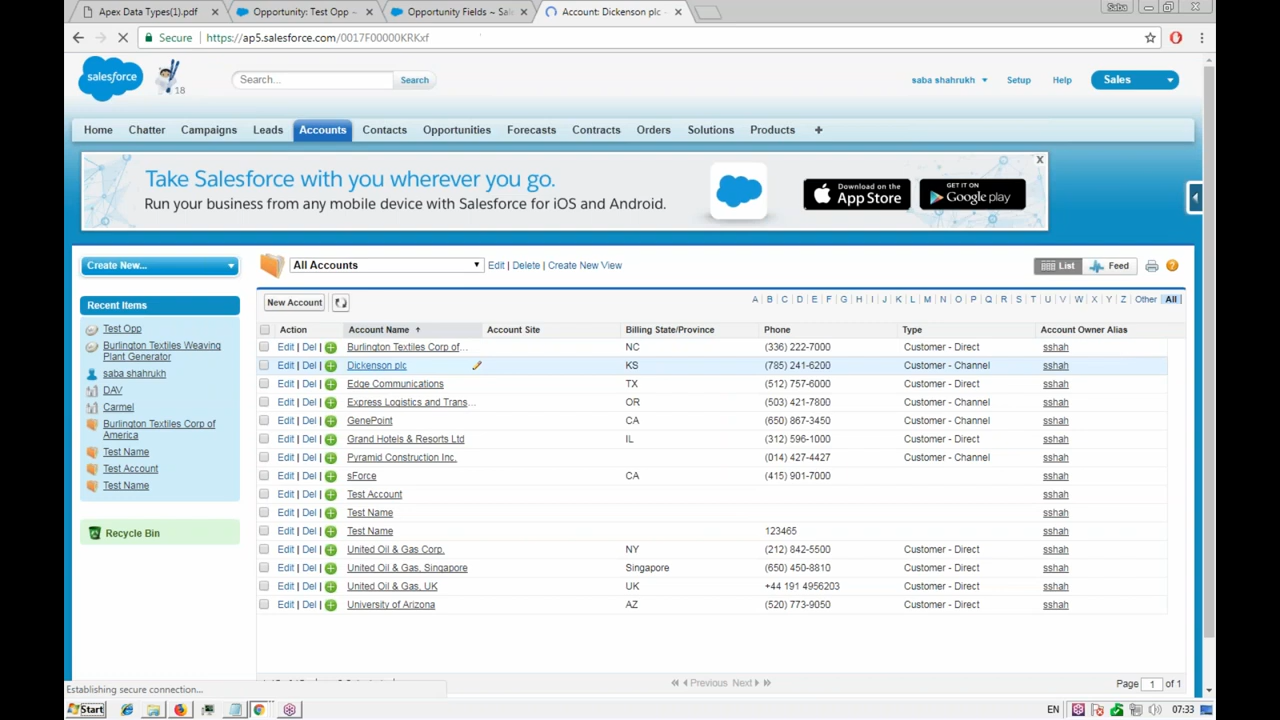 Apex Data Types(1).pdf × Opportunity: Test Opp ~ × Opportunity Fields ~ Sale × Account: Dickenson plc ~ × Saba
Secure https://ap5.salesforce.com/0017F00000KRKxf
salesforce 18 Search... Search saba shahrukh Setup Help Sales
Home Chatter Campaigns Leads Accounts Contacts Opportunities Forecasts Contracts Orders Solutions Products +
Take Salesforce with you wherever you go. X
Run your business from any mobile device with Salesforce for iOS and Android.
Download on the App Store
GET IT ON Google play
Create New... All Accounts Edit | Delete | Create New View List Feed
Recent Items New Account A B C D E F G H I J K L M N O P Q R S T U V W X Y Z Other All
Test Opp
Burlington Textiles Weaving Plant Generator
saba shahrukh
DAV
Carmel
Burlington Textiles Corp of America
Test Name
Test Account
Test Name
Recycle Bin
Action Account Name ↑ Account Site Billing State/Province Phone Type Account Owner Alias
Edit | Del | Burlington Textiles Corp of... NC (336) 222-7000 Customer - Direct sshah
Edit | Del | Dickenson plc KS (785) 241-6200 Customer - Channel sshah
Edit | Del | Edge Communications TX (512) 757-6000 Customer - Direct sshah
Edit | Del | Express Logistics and Trans... OR (503) 421-7800 Customer - Channel sshah
Edit | Del | GenePoint CA (650) 867-3450 Customer - Channel sshah
Edit | Del | Grand Hotels & Resorts Ltd IL (312) 596-1000 Customer - Direct sshah
Edit | Del | Pyramid Construction Inc. (014) 427-4427 Customer - Channel sshah
Edit | Del | sForce CA (415) 901-7000 sshah
Edit | Del | Test Account sshah
Edit | Del | Test Name sshah
Edit | Del | Test Name 123465 sshah
Edit | Del | United Oil & Gas Corp. NY (212) 842-5500 Customer - Direct sshah
Edit | Del | United Oil & Gas, Singapore Singapore (650) 450-8810 Customer - Direct sshah
Edit | Del | United Oil & Gas, UK UK +44 191 4956203 Customer - Direct sshah
Edit | Del | University of Arizona AZ (520) 773-9050 Customer - Direct sshah
Previous Next Page 1 of 1
Establishing secure connection...
Start EN 07:33